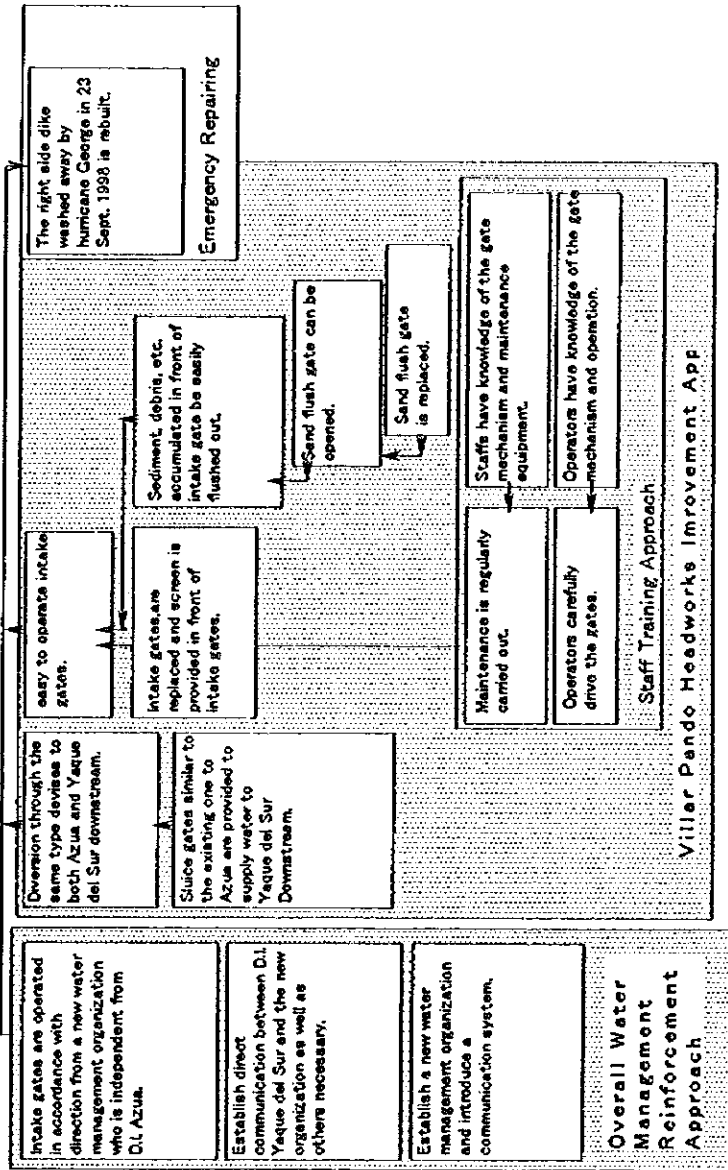 Intake gates are operated
in accordance with
direction from a new water
management organization
who is independent from
D.I. Azua.
Establish direct
communication between D.I.
Yaque del Sur and the new
organization as well as
others necessary.
Establish a new water
management organization
and introduce a
communication system.
Overall Water
Management
Reinforcement
Approach
Diversion through the
same type devises to
both Azua and Yaque
del Sur downstream.
Sluice gates similar to
the existing one to
Azua are provided to
supply water to
Yaque del Sur
Downstream.
easy to operate intake
gates.
intake gates are
replaced and screen is
provided in front of
intake gates.
Sediment, debris, etc.
accumulated in front of
intake gate be easily
flushed out.
Sand flush gate can be
opened.
Sand flush gate
is replaced.
The right side dike
washed away by
hurricane George in 23
Sept. 1998 is rebuilt.
Emergency Repairing
Maintenance is regularly
carried out.
Staffs have knowledge of the gate
mechanism and maintenance
equipment.
Operators carefully
drive the gates.
Operators have knowledge of the gate
mechanism and operation.
Staff Training Approach
Villar Pando Headworks Imrovement App